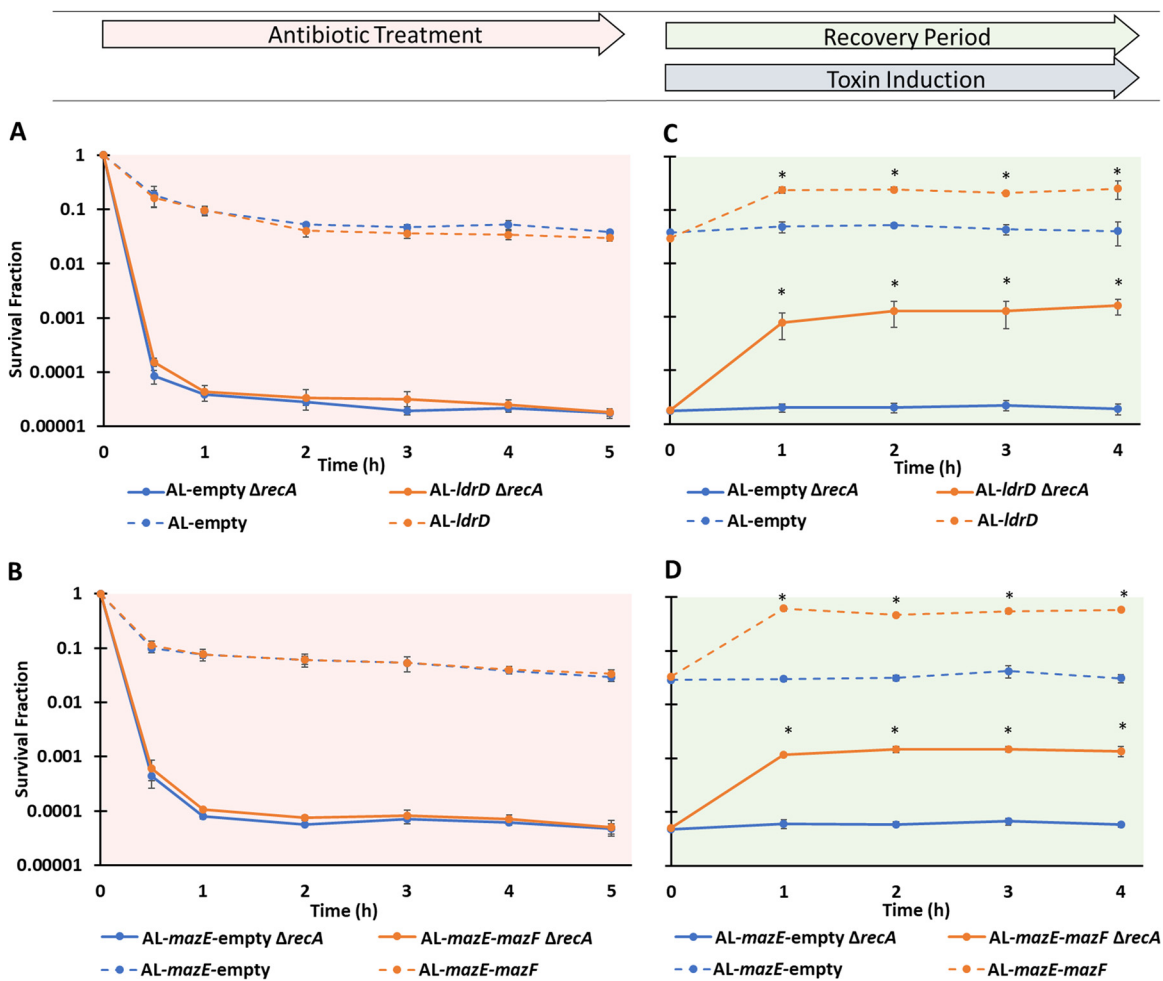 Antibiotic Treatment
Recovery Period
Toxin Induction
A
Survival Fraction
1
0.1
0.01
0.001
0.0001
0.00001
0 1 2 3 4 5
Time (h)
AL-empty ΔrecA
AL-ldrD ΔrecA
AL-empty
AL-ldrD
C
* * * *
* * * *
0 1 2 3 4
Time (h)
AL-empty ΔrecA
AL-ldrD ΔrecA
AL-empty
AL-ldrD
B
Survival Fraction
1
0.1
0.01
0.001
0.0001
0.00001
0 1 2 3 4 5
Time (h)
AL-mazE-empty ΔrecA
AL-mazE-mazF ΔrecA
AL-mazE-empty
AL-mazE-mazF
D
* * * *
* * * *
0 1 2 3 4
Time (h)
AL-mazE-empty ΔrecA
AL-mazE-mazF ΔrecA
AL-mazE-empty
AL-mazE-mazF